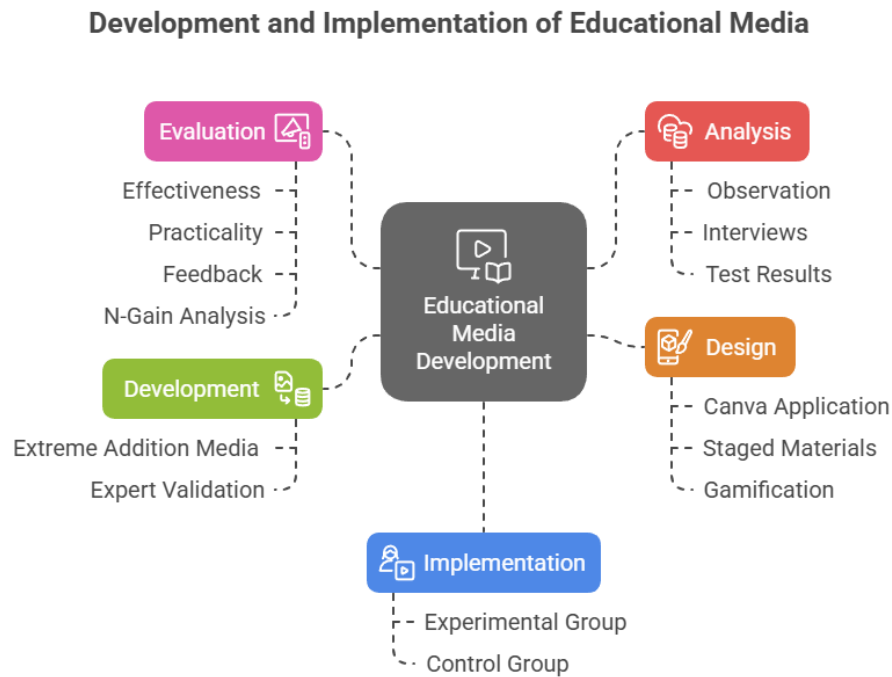 Development and Implementation of Educational Media
Evaluation
Effectiveness
Practicality
Feedback
N-Gain Analysis
Development
Extreme Addition Media
Expert Validation
Educational
Media
Development
Analysis
Observation
Interviews
Test Results
Design
Canva Application
Staged Materials
Gamification
Implementation
Experimental Group
Control Group